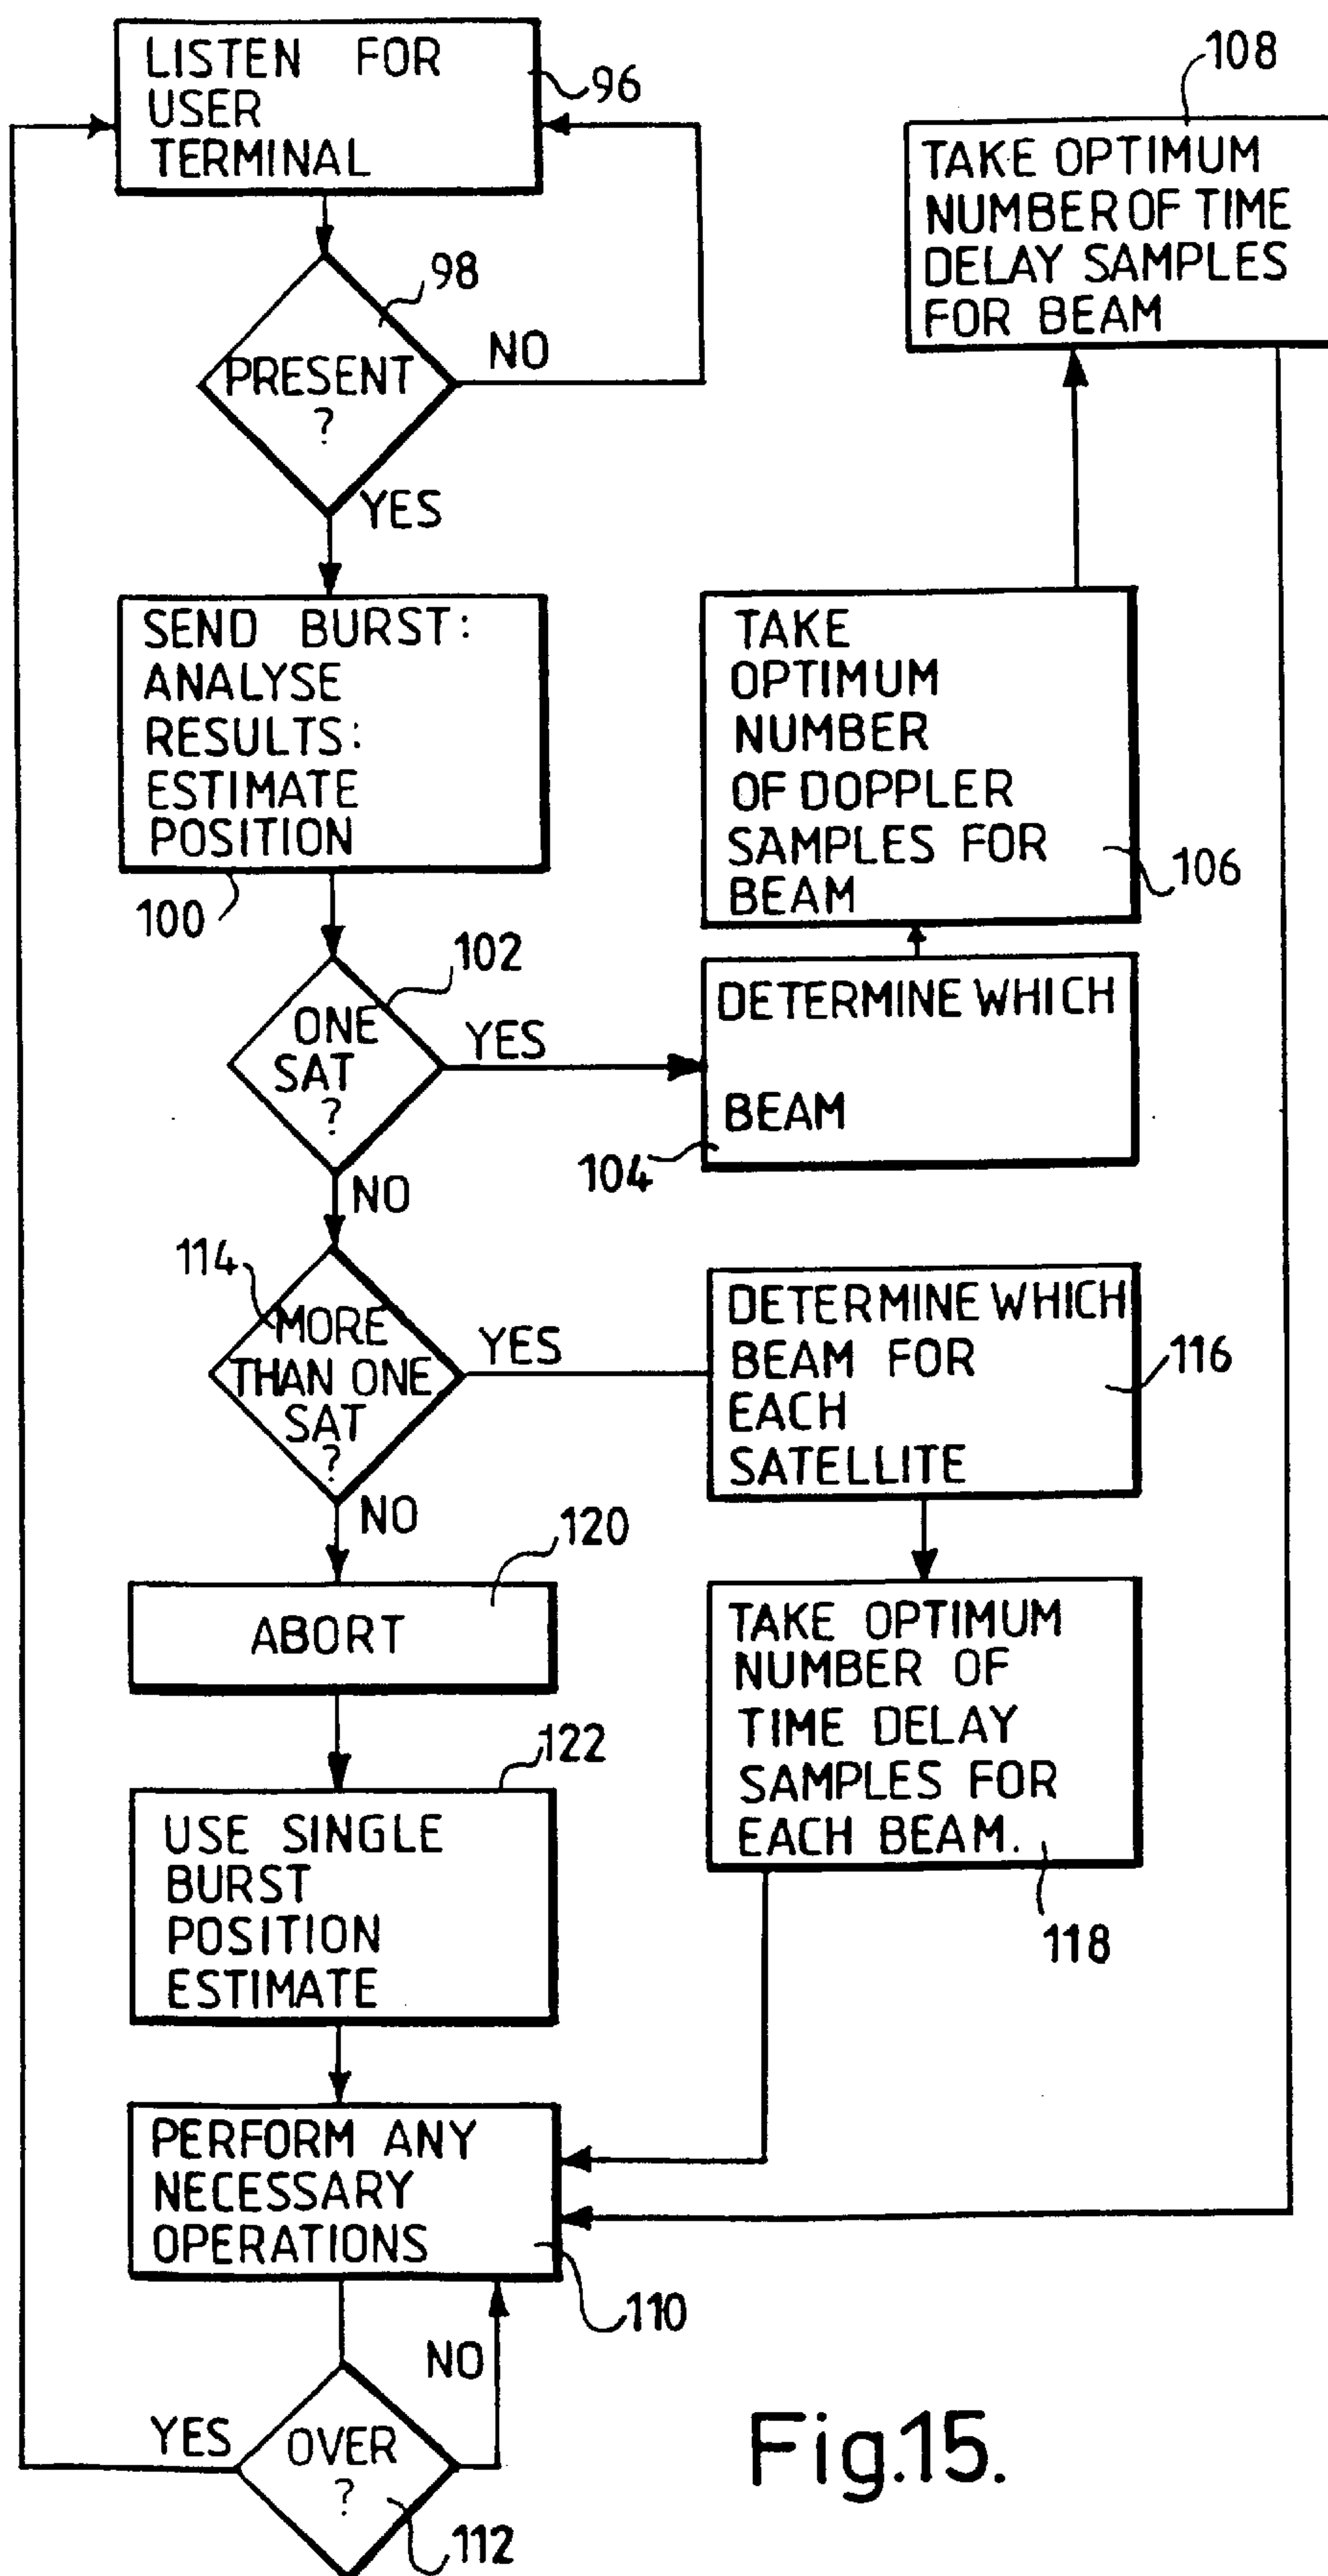 LISTEN FOR
USER
TERMINAL
96
98
PRESENT
?
NO
YES
SEND BURST:
ANALYSE
RESULTS:
ESTIMATE
POSITION
100
102
ONE
SAT
?
YES
NO
DETERMINE WHICH
BEAM
104
TAKE
OPTIMUM
NUMBER
OF DOPPLER
SAMPLES FOR
BEAM
106
108
TAKE OPTIMUM
NUMBER OF TIME
DELAY SAMPLES
FOR BEAM
114
MORE
THAN ONE
SAT
?
YES
NO
DETERMINE WHICH
BEAM FOR
EACH
SATELLITE
116
TAKE OPTIMUM
NUMBER OF
TIME DELAY
SAMPLES FOR
EACH BEAM.
118
120
ABORT
122
USE SINGLE
BURST
POSITION
ESTIMATE
PERFORM ANY
NECESSARY
OPERATIONS
110
NO
YES
OVER
?
112
Fig.15.